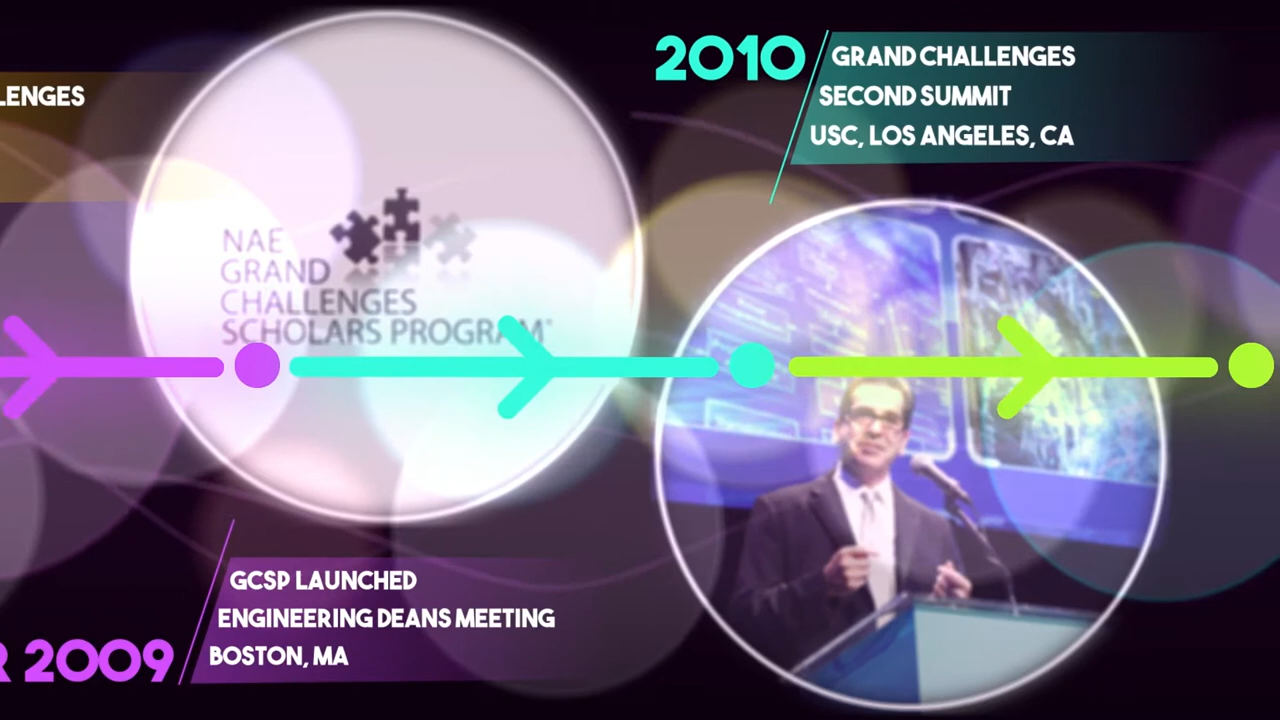 LENGES
NAE
GRAND
CHALLENGES
SCHOLARS PROGRAM
2010
GRAND CHALLENGES
SECOND SUMMIT
USC, LOS ANGELES, CA
GCSP LAUNCHED
ENGINEERING DEANS MEETING
BOSTON, MA
R 2009